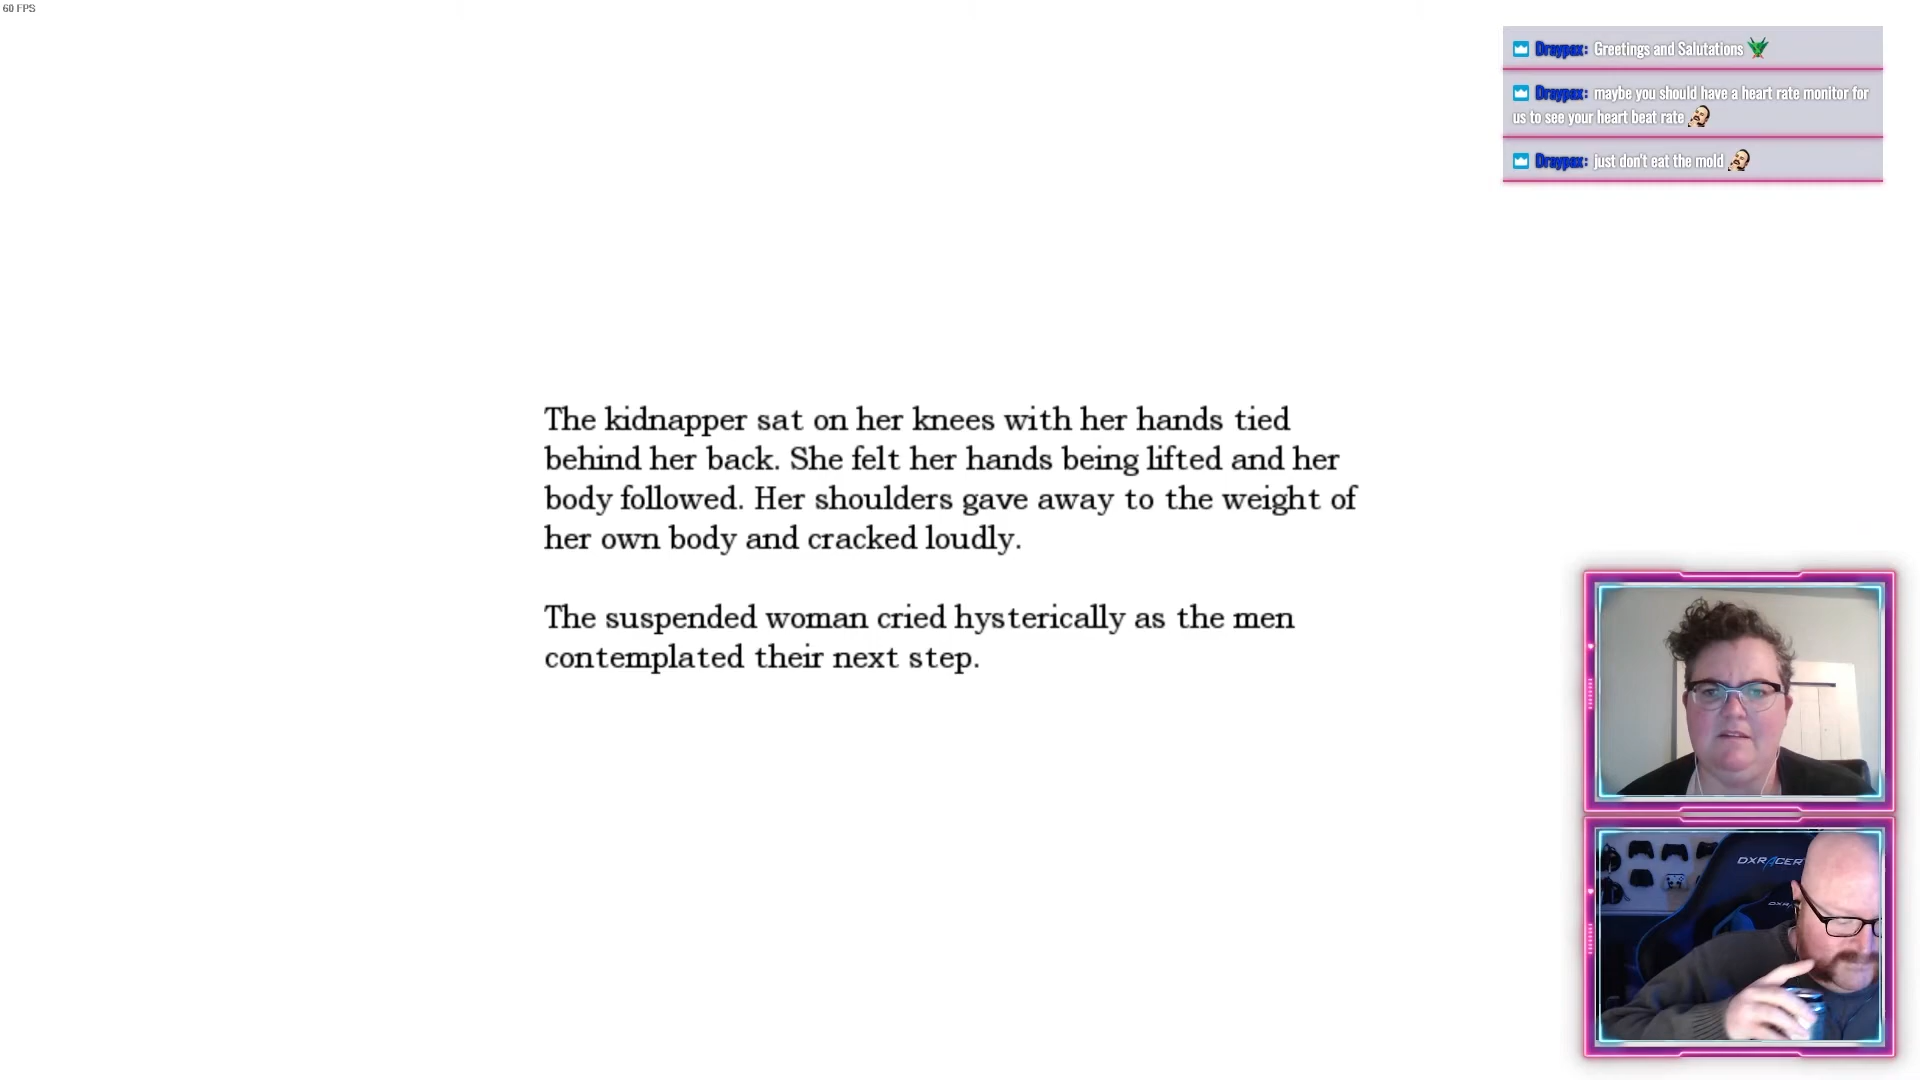 60 FPS
Draypax: Greetings and Salutations
Draypax: maybe you should have a heart rate monitor for
us to see your heart beat rate
Draypax: just don't eat the mold
The kidnapper sat on her knees with her hands tied
behind her back. She felt her hands being lifted and her
body followed. Her shoulders gave away to the weight of
her own body and cracked loudly.
The suspended woman cried hysterically as the men
contemplated their next step.
DXRACER